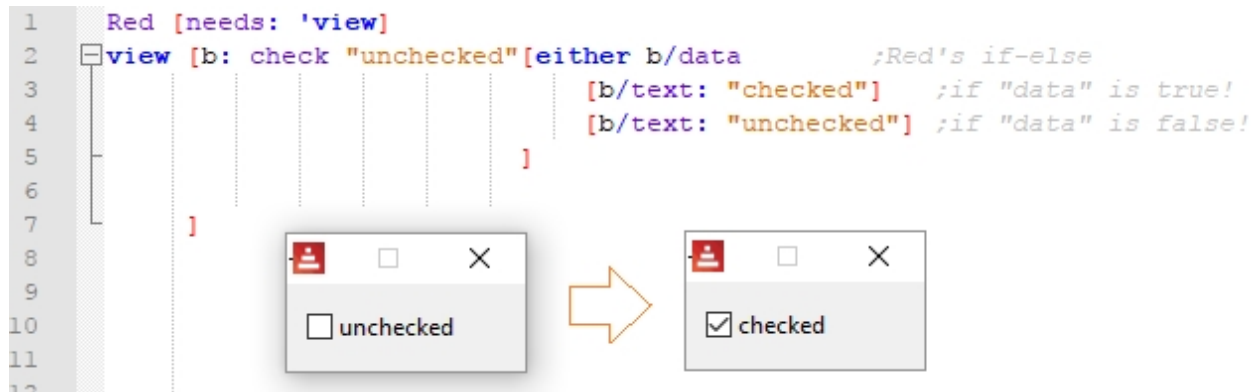 1 Red [needs: 'view]
2 view [b: check "unchecked"[either b/data ;Red's if-else
3 [b/text: "checked"] ;if "data" is true!
4 [b/text: "unchecked"] ;if "data" is false!
5 ]
6
7 ]
8
9
10 unchecked checked
11
12